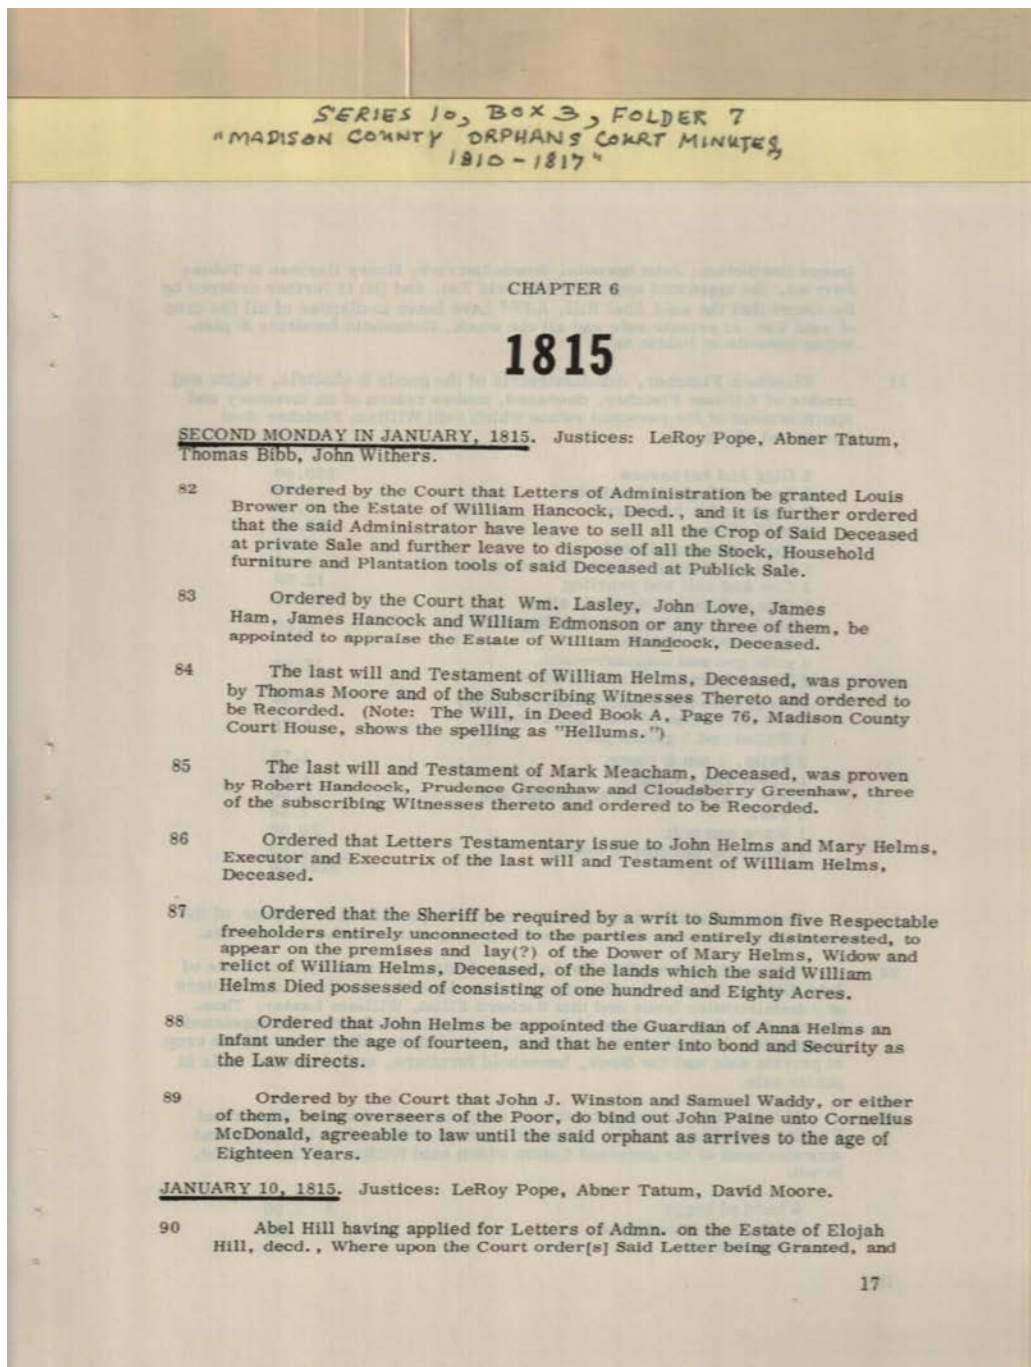 SERIES 10, BOX 3, FOLDER 7
"MADISON COUNTY ORPHANS COURT MINUTES,
1810-1817"
CHAPTER 6
1815
SECOND MONDAY IN JANUARY, 1815. Justices: LeRoy Pope, Abner Tatum,
Thomas Bibb, John Withers.
82 Ordered by the Court that Letters of Administration be granted Louis
Brower on the Estate of William Hancock, Decd., and it is further ordered
that the said Administrator have leave to sell all the Crop of Said Deceased
at private Sale and further leave to dispose of all the Stock, Household
furniture and Plantation tools of said Deceased at Publick Sale.
83 Ordered by the Court that Wm. Lasley, John Love, James
Ham, James Hancock and William Edmonson or any three of them, be
appointed to appraise the Estate of William Handcock, Deceased.
84 The last will and Testament of William Helms, Deceased, was proven
by Thomas Moore and of the Subscribing Witnesses Thereto and ordered to
be Recorded. (Note: The Will, in Deed Book A, Page 76, Madison County
Court House, shows the spelling as "Hellums.")
85 The last will and Testament of Mark Meacham, Deceased, was proven
by Robert Handcock, Prudence Greenhaw and Cloudsberry Greenhaw, three
of the subscribing Witnesses thereto and ordered to be Recorded.
86 Ordered that Letters Testamentary issue to John Helms and Mary Helms,
Executor and Executrix of the last will and Testament of William Helms,
Deceased.
87 Ordered that the Sheriff be required by a writ to Summon five Respectable
freeholders entirely unconnected to the parties and entirely disinterested, to
appear on the premises and lay(?) of the Dower of Mary Helms, Widow and
relict of William Helms, Deceased, of the lands which the said William
Helms Died possessed of consisting of one hundred and Eighty Acres.
88 Ordered that John Helms be appointed the Guardian of Anna Helms an
Infant under the age of fourteen, and that he enter into bond and Security as
the Law directs.
89 Ordered by the Court that John J. Winston and Samuel Waddy, or either
of them, being overseers of the Poor, do bind out John Paine unto Cornelius
McDonald, agreeable to law until the said orphant as arrives to the age of
Eighteen Years.
JANUARY 10, 1815. Justices: LeRoy Pope, Abner Tatum, David Moore.
90 Abel Hill having applied for Letters of Admn. on the Estate of Elojah
Hill, decd., Where upon the Court order[s] Said Letter being Granted, and
17